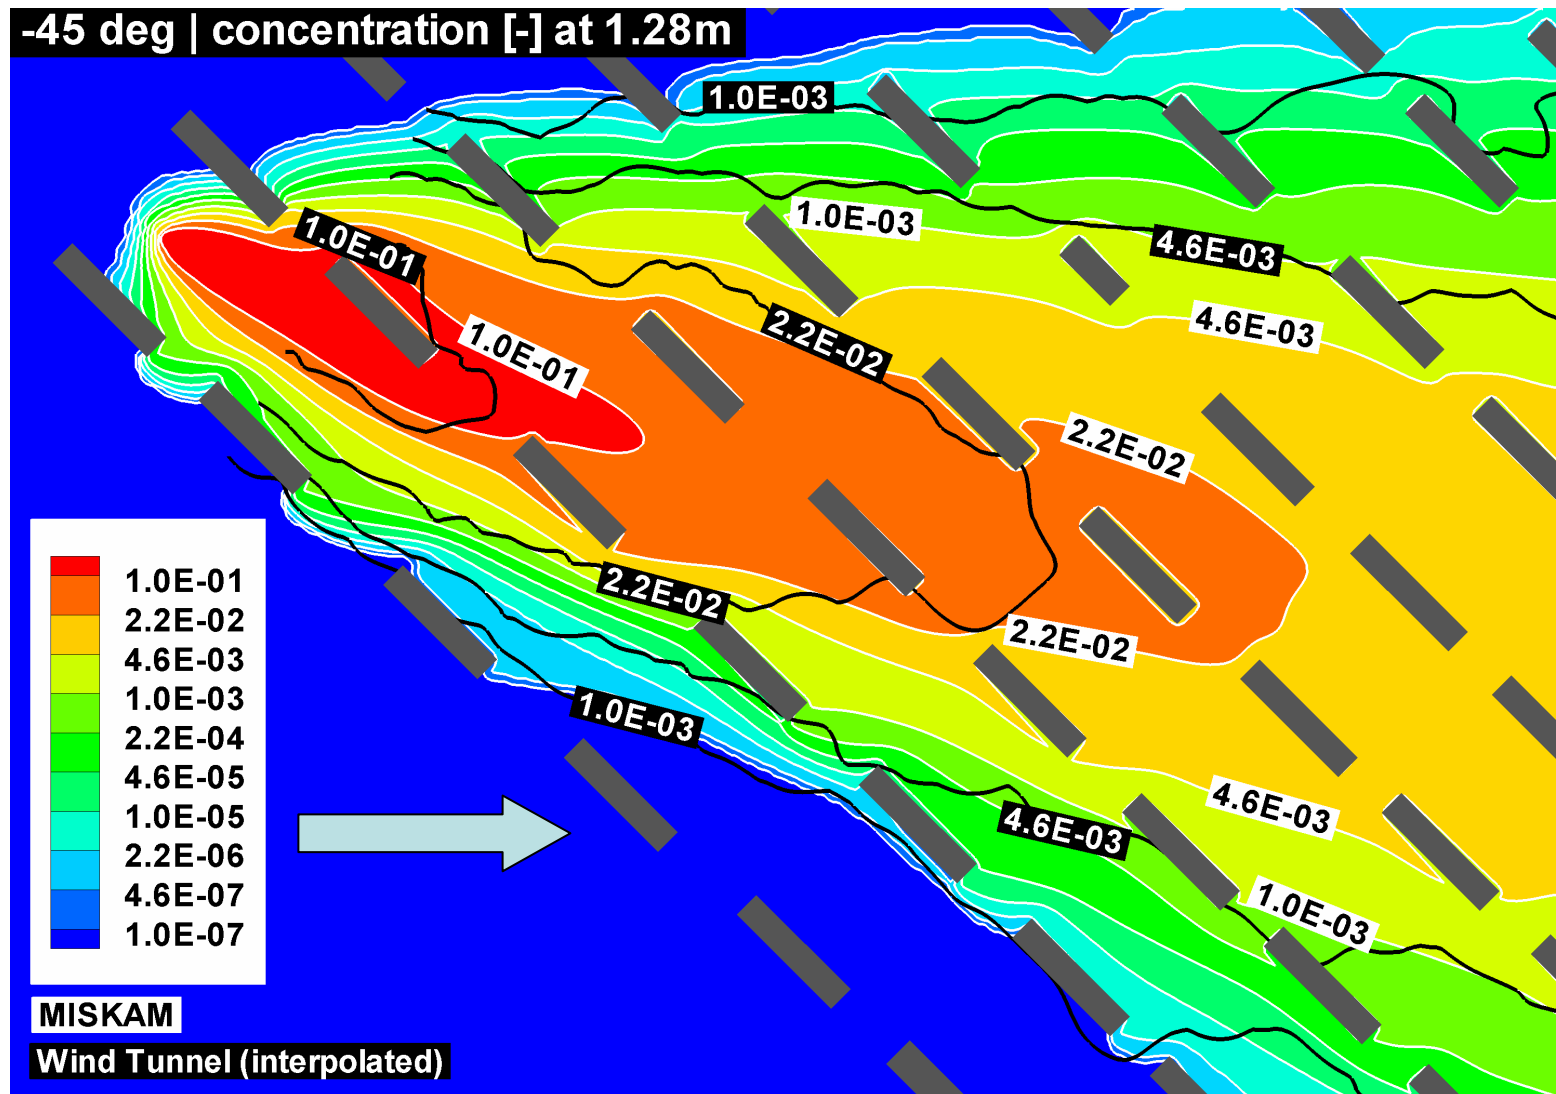 -45 deg | concentration [-] at 1.28m
1.0E-03
1.0E-03
1.0E-01
4.6E-03
1.0E-01
2.2E-02
4.6E-03
2.2E-02
2.2E-02
2.2E-02
1.0E-03
4.6E-03
4.6E-03
1.0E-03
1.0E-01
2.2E-02
4.6E-03
1.0E-03
2.2E-04
4.6E-05
1.0E-05
2.2E-06
4.6E-07
1.0E-07
MISKAM
Wind Tunnel (interpolated)